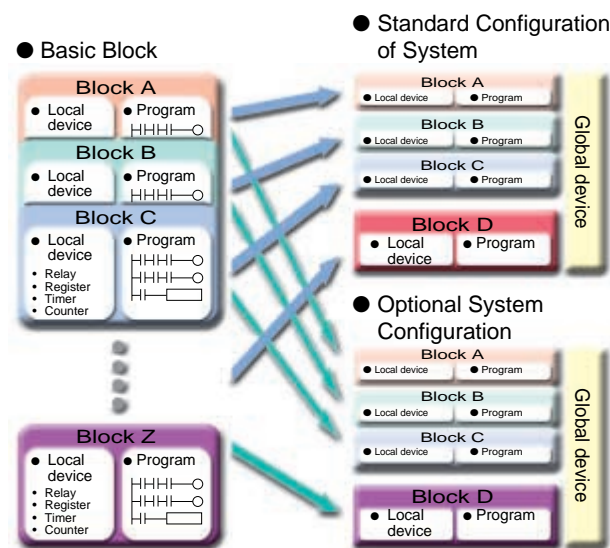 ● Basic Block
Block A
● Local device
● Program
Block B
● Local device
● Program
Block C
● Local device
• Relay
• Register
• Timer
• Counter
● Program
Block Z
● Local device
• Relay
• Register
• Timer
• Counter
● Program
● Standard Configuration
of System
Block A
● Local device
● Program
Block B
● Local device
● Program
Block C
● Local device
● Program
Block D
● Local
device
● Program
Global device
● Optional System
Configuration
Block A
● Local device
● Program
Block B
● Local device
● Program
Block C
● Local device
● Program
Block D
● Local
device
● Program
Global device